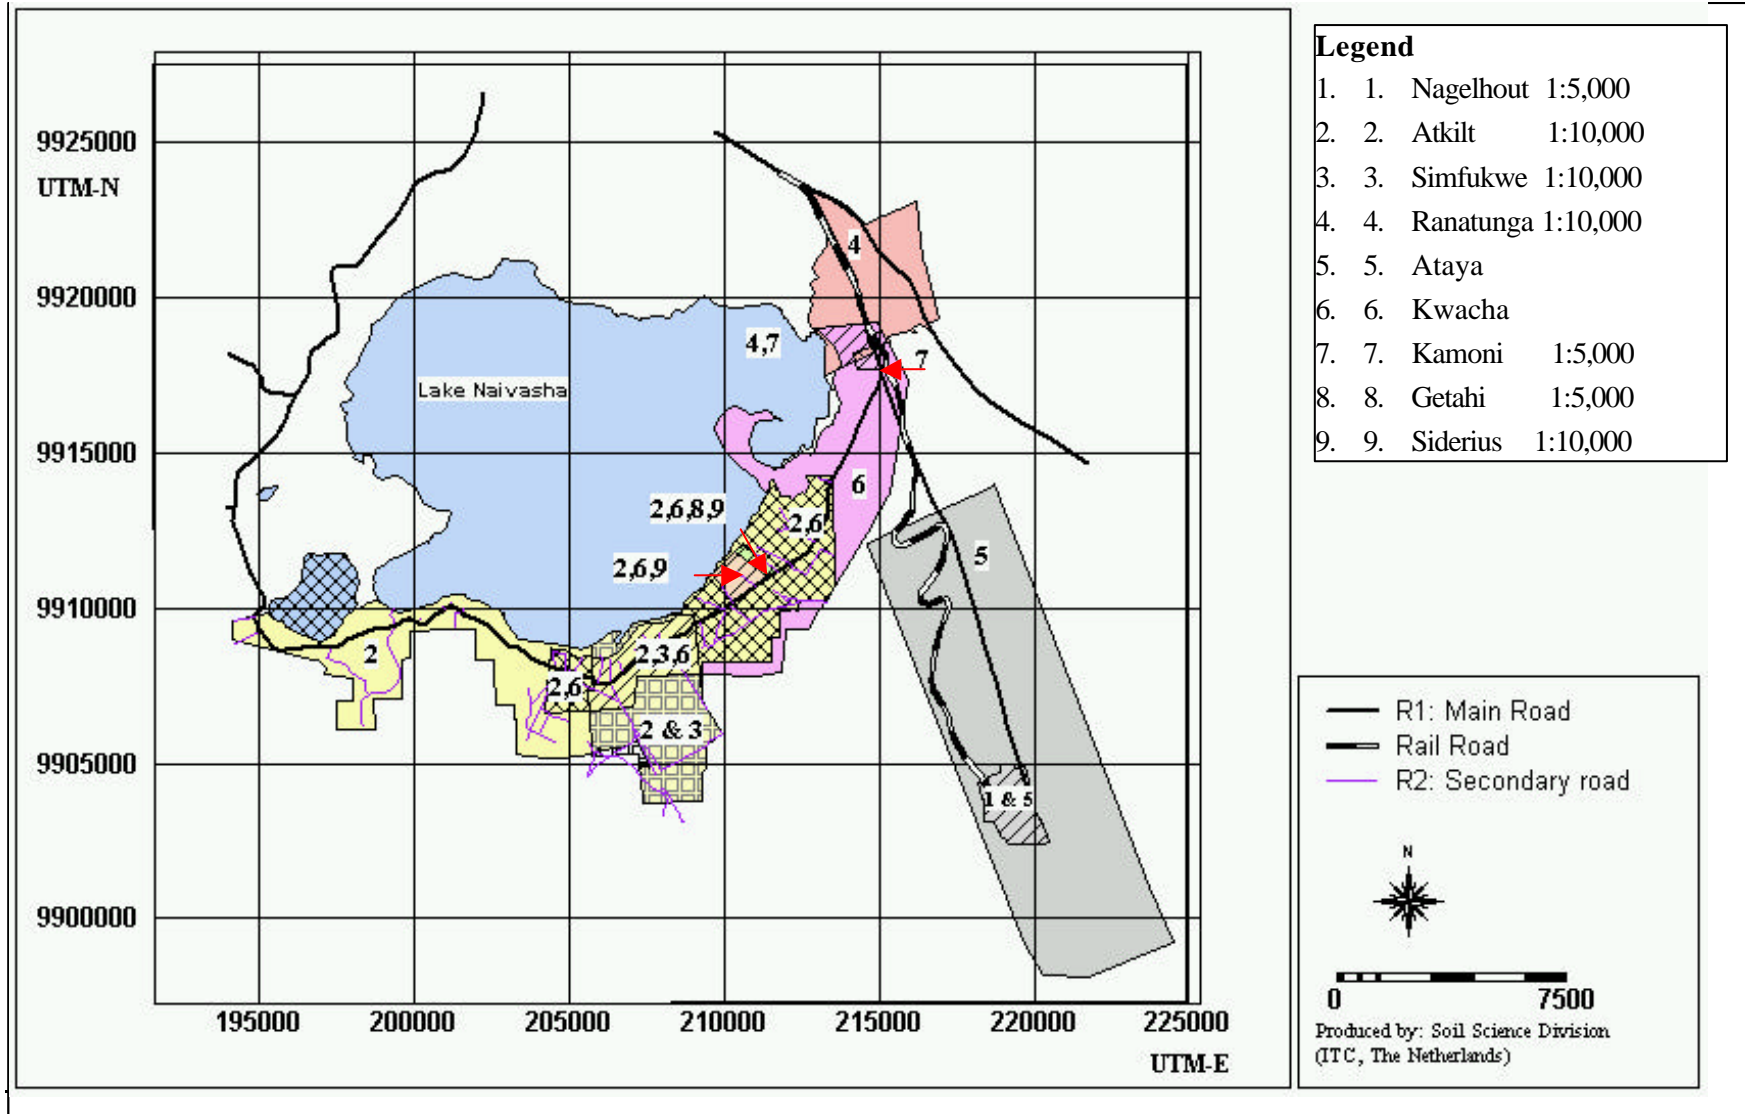 Legend
1. 1. Nagelhout 1:5,000
2. 2. Atkilt 1:10,000
3. 3. Simfukwe 1:10,000
4. 4. Ranatunga 1:10,000
5. 5. Ataya
6. 6. Kwacha
7. 7. Kamoni 1:5,000
8. 8. Getahi 1:5,000
9. 9. Siderius 1:10,000
9925000
UTM-N
9920000
9915000
9910000
9905000
9900000
4
4,7
7
Lake Naivasha
6
2,6,8,9
2,6
2,6,9
5
2
2,3,6
2,6
2 & 3
1 & 5
195000 200000 205000 210000 215000 220000 225000
UTM-E
R1: Main Road
Rail Road
R2: Secondary road
N
0 7500
Produced by: Soil Science Division
(ITC, The Netherlands)